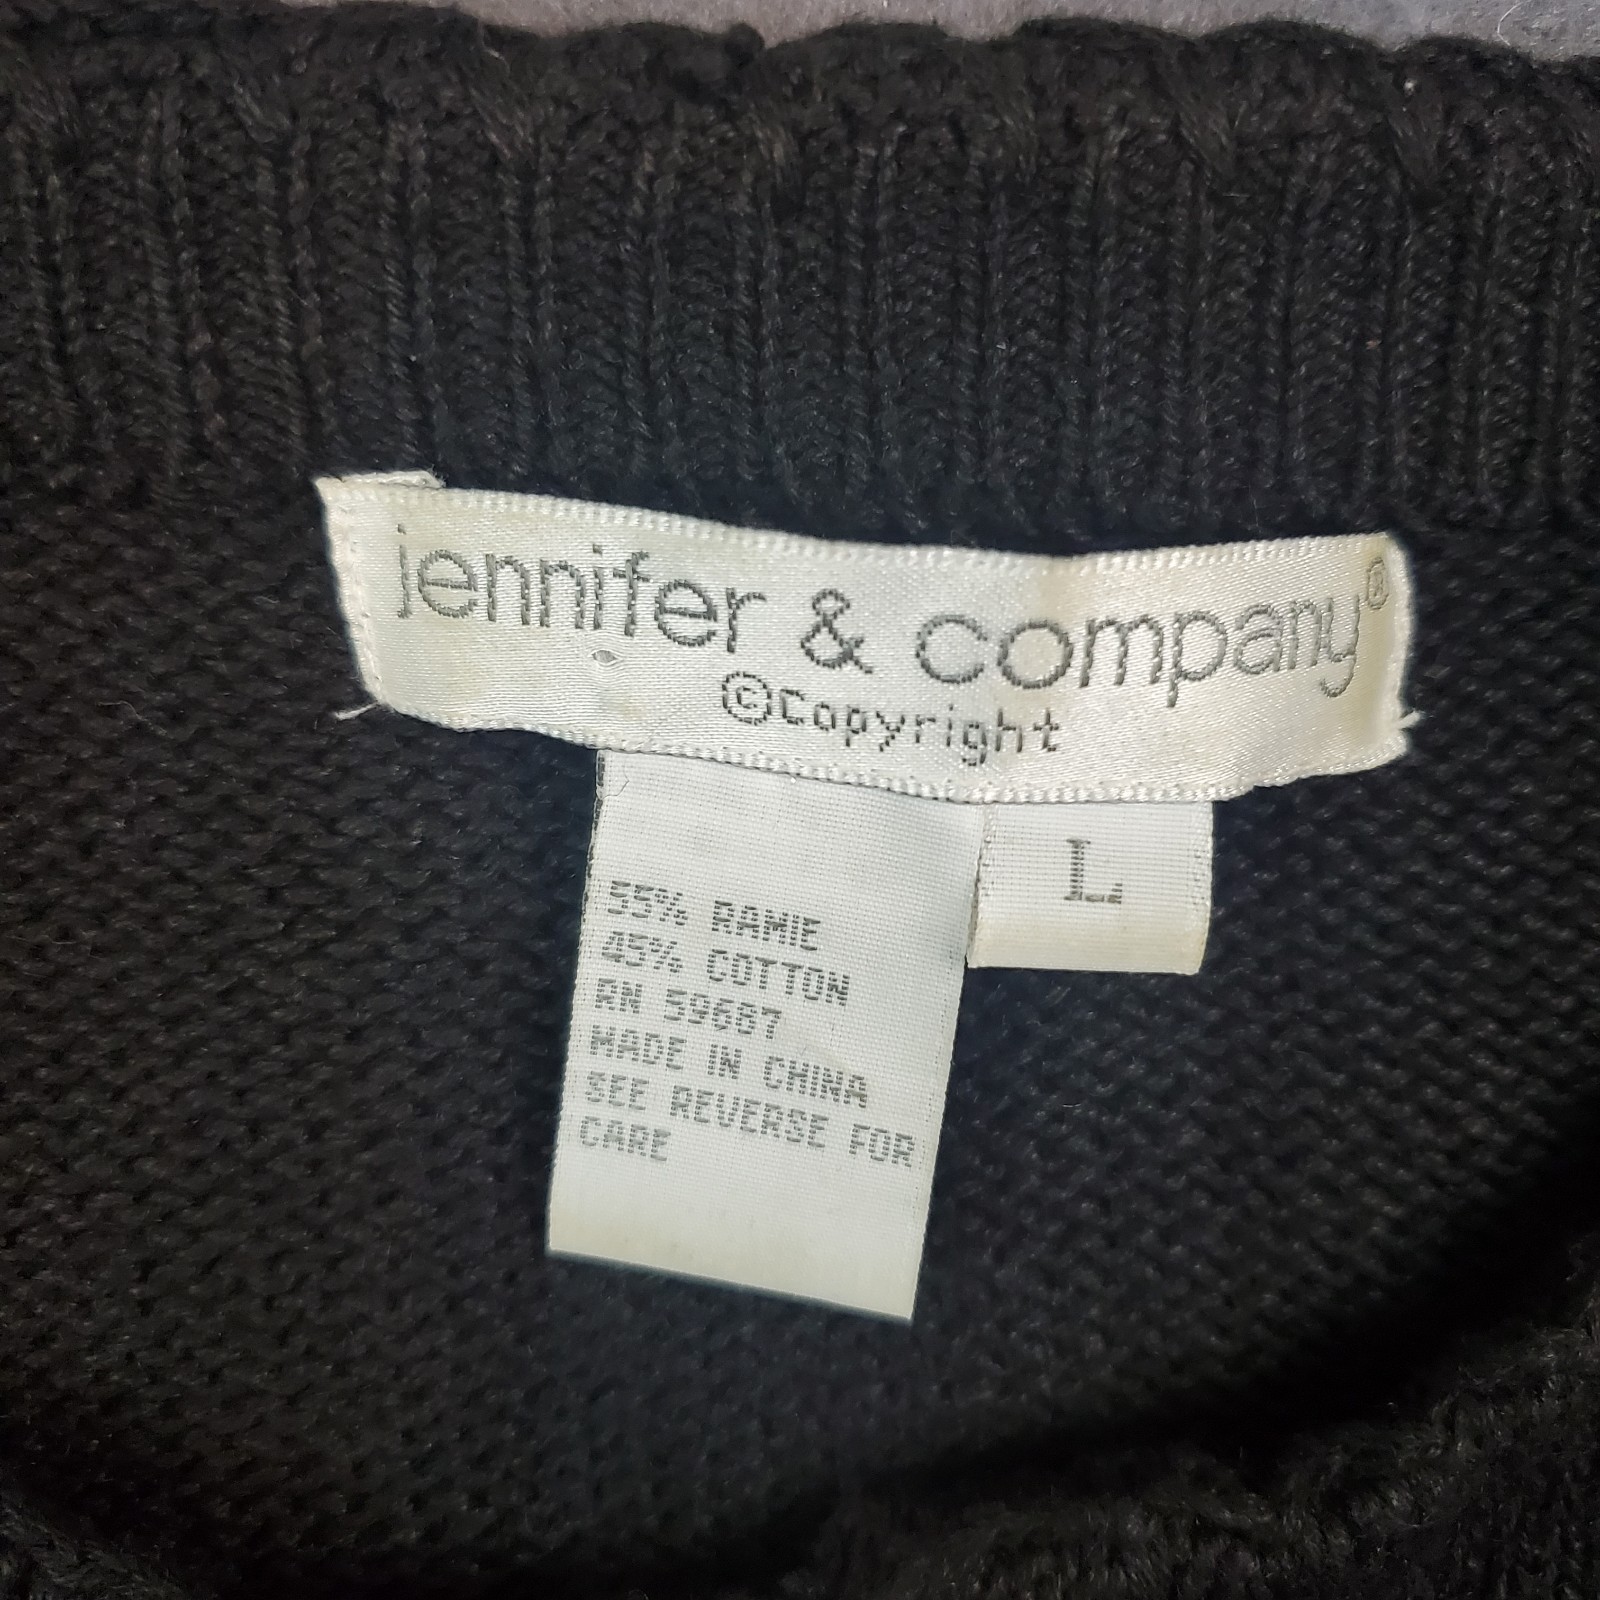 jennifer & company®
©copyright
L
55% RAMIE
45% COTTON
RN 59687
MADE IN CHINA
SEE REVERSE FOR
CARE